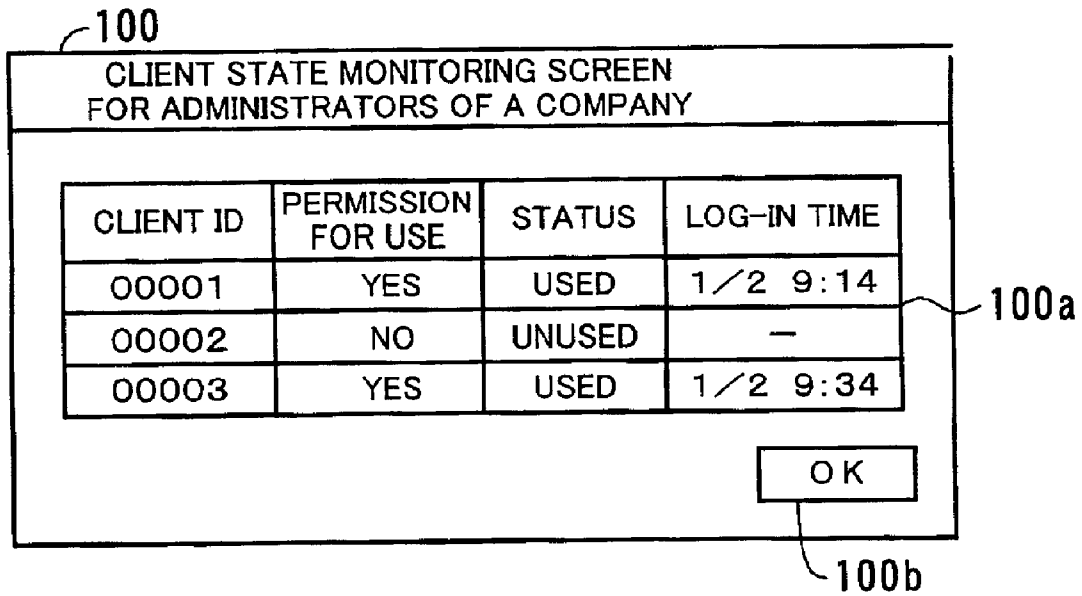 100
CLIENT STATE MONITORING SCREEN
FOR ADMINISTRATORS OF A COMPANY
CLIENT ID PERMISSION FOR USE STATUS LOG-IN TIME
00001 YES USED 1/2 9:14
100a
00002 NO UNUSED –
00003 YES USED 1/2 9:34
OK
100b